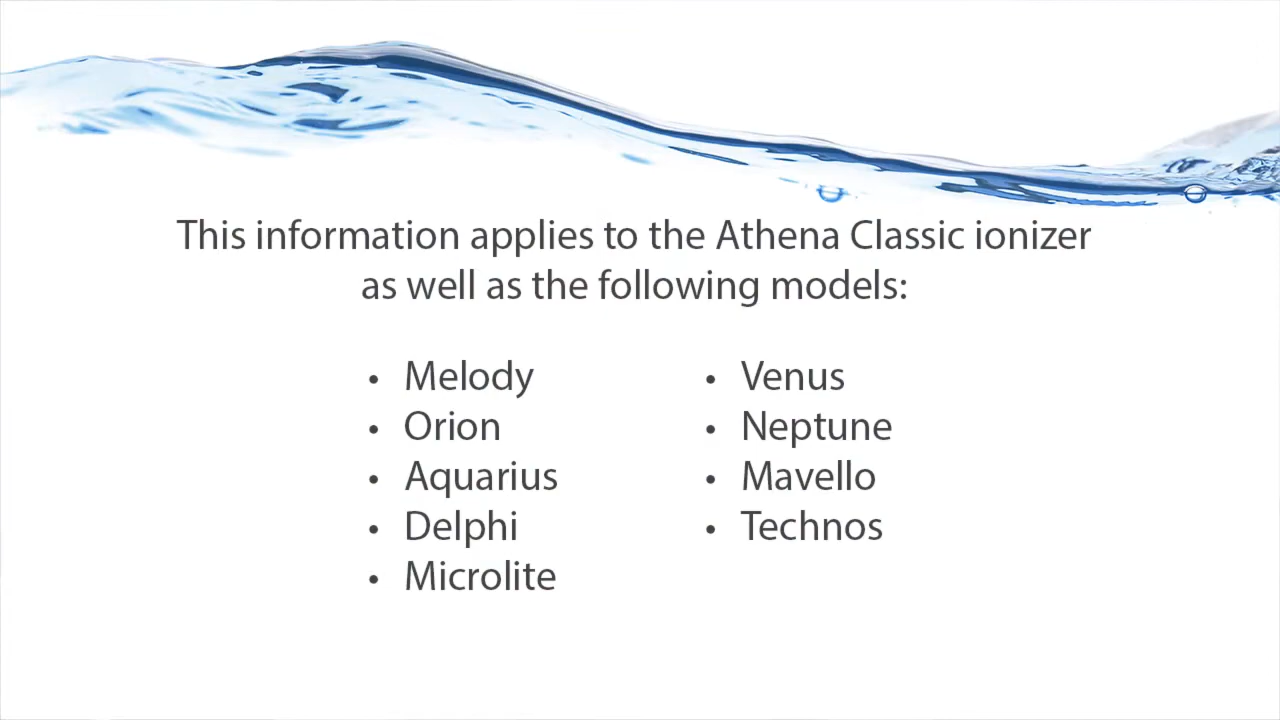 This information applies to the Athena Classic ionizer
as well as the following models:
• Melody
• Orion
• Aquarius
• Delphi
• Microlite
• Venus
• Neptune
• Mavello
• Technos